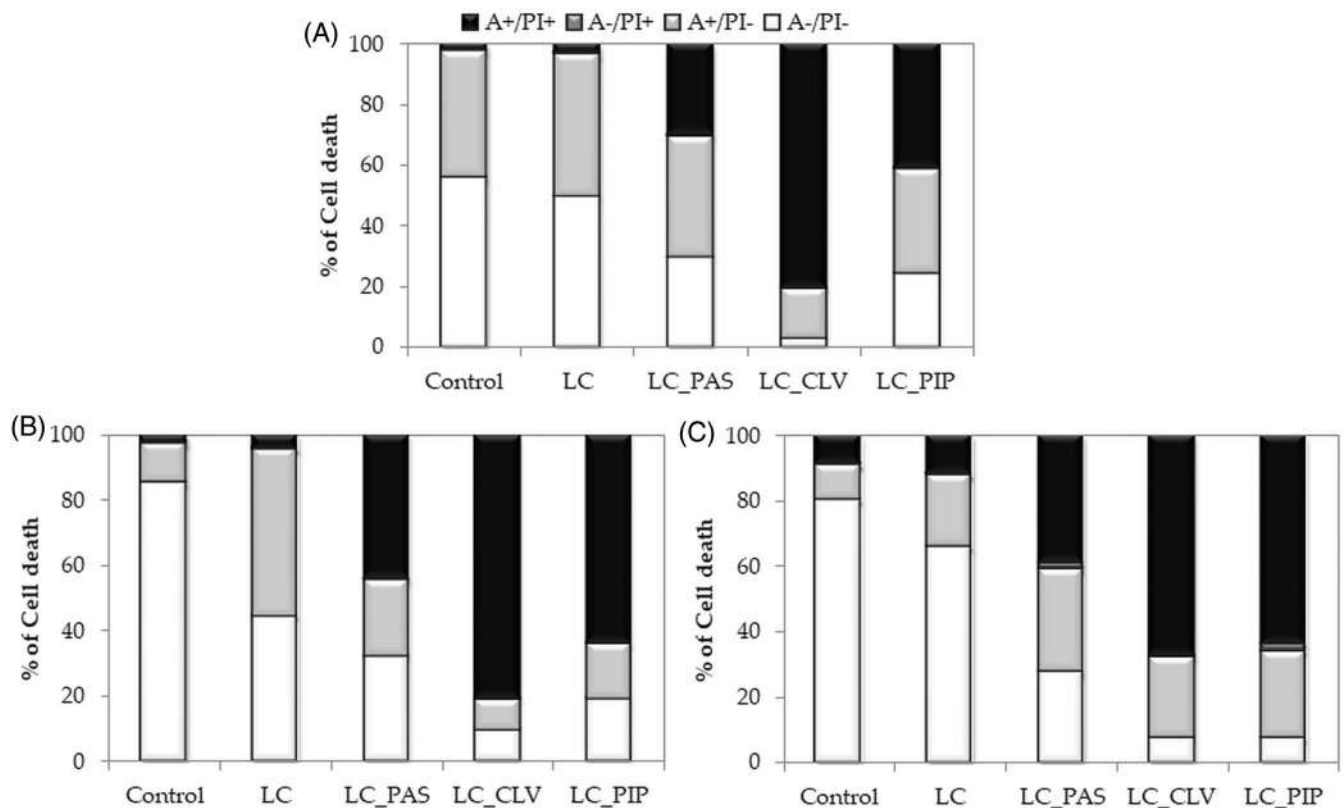 ■ A+/PI+ ■ A-/PI+ □ A+/PI- □ A-/PI-
(A)
100
80
60
40
20
0
% of Cell death
Control LC LC_PAS LC_CLV LC_PIP
(B)
100
80
60
40
20
0
% of Cell death
Control LC LC_PAS LC_CLV LC_PIP
(C)
100
80
60
40
20
0
% of Cell death
Control LC LC_PAS LC_CLV LC_PIP